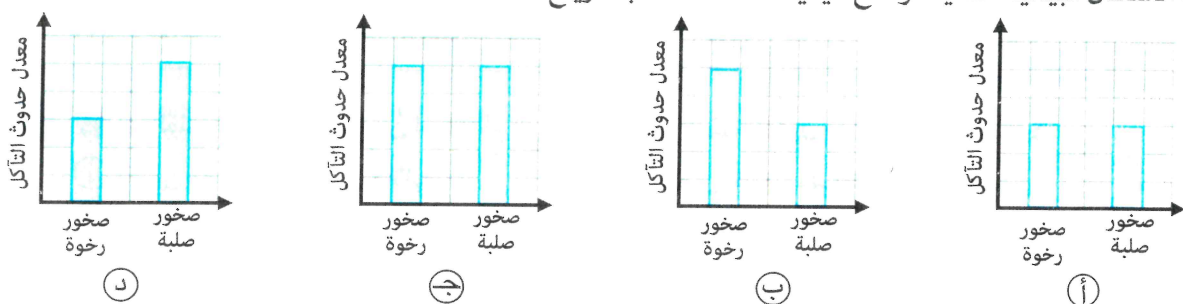 معدل حدوث التآكل
صخور رخوة
صخور صلبة
أ
معدل حدوث التآكل
صخور رخوة
صخور صلبة
ب
معدل حدوث التآكل
صخور رخوة
صخور صلبة
جـ
معدل حدوث التآكل
صخور رخوة
صخور صلبة
د